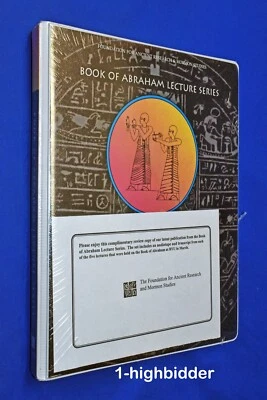 FOUNDATION FOR ANCIENT RESEARCH & MORMON STUDIES
BOOK OF ABRAHAM LECTURE SERIES
Please enjoy this complimentary review copy of our latest publication from the Book
of Abraham Lecture Series. The set includes an audiotape and transcript from each
of the five lectures that were held on the Book of Abraham at BYU in March.
The Foundation for Ancient Research
and Mormon Studies
1-highbidder